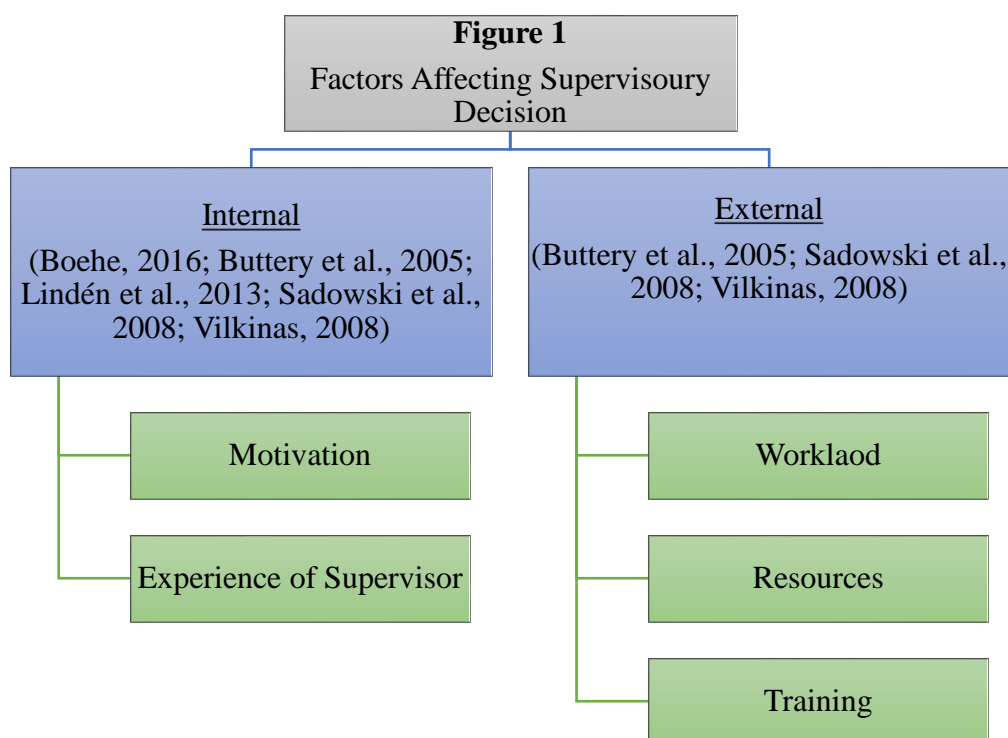 Figure 1
Factors Affecting Supervisoury
Decision
Internal
(Boehe, 2016; Buttery et al., 2005;
Lindén et al., 2013; Sadowski et al.,
2008; Vilkinas, 2008)
External
(Buttery et al., 2005; Sadowski et al.,
2008; Vilkinas, 2008)
Motivation
Experience of Supervisor
Worklaod
Resources
Training